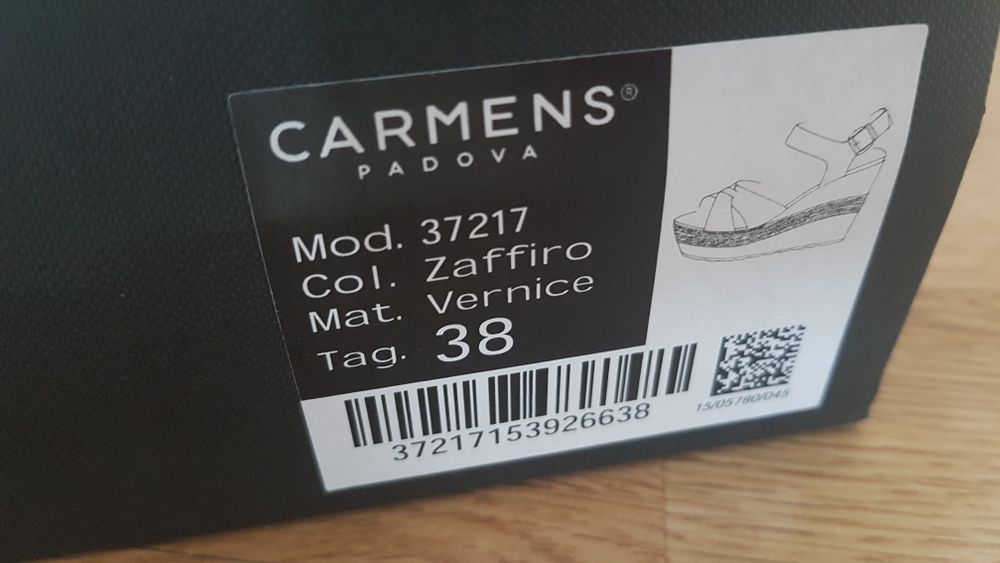 CARMENS®
PADOVA
Mod. 37217
Col. Zaffiro
Mat. Vernice
Tag. 38
37217153926638
15/05780/045